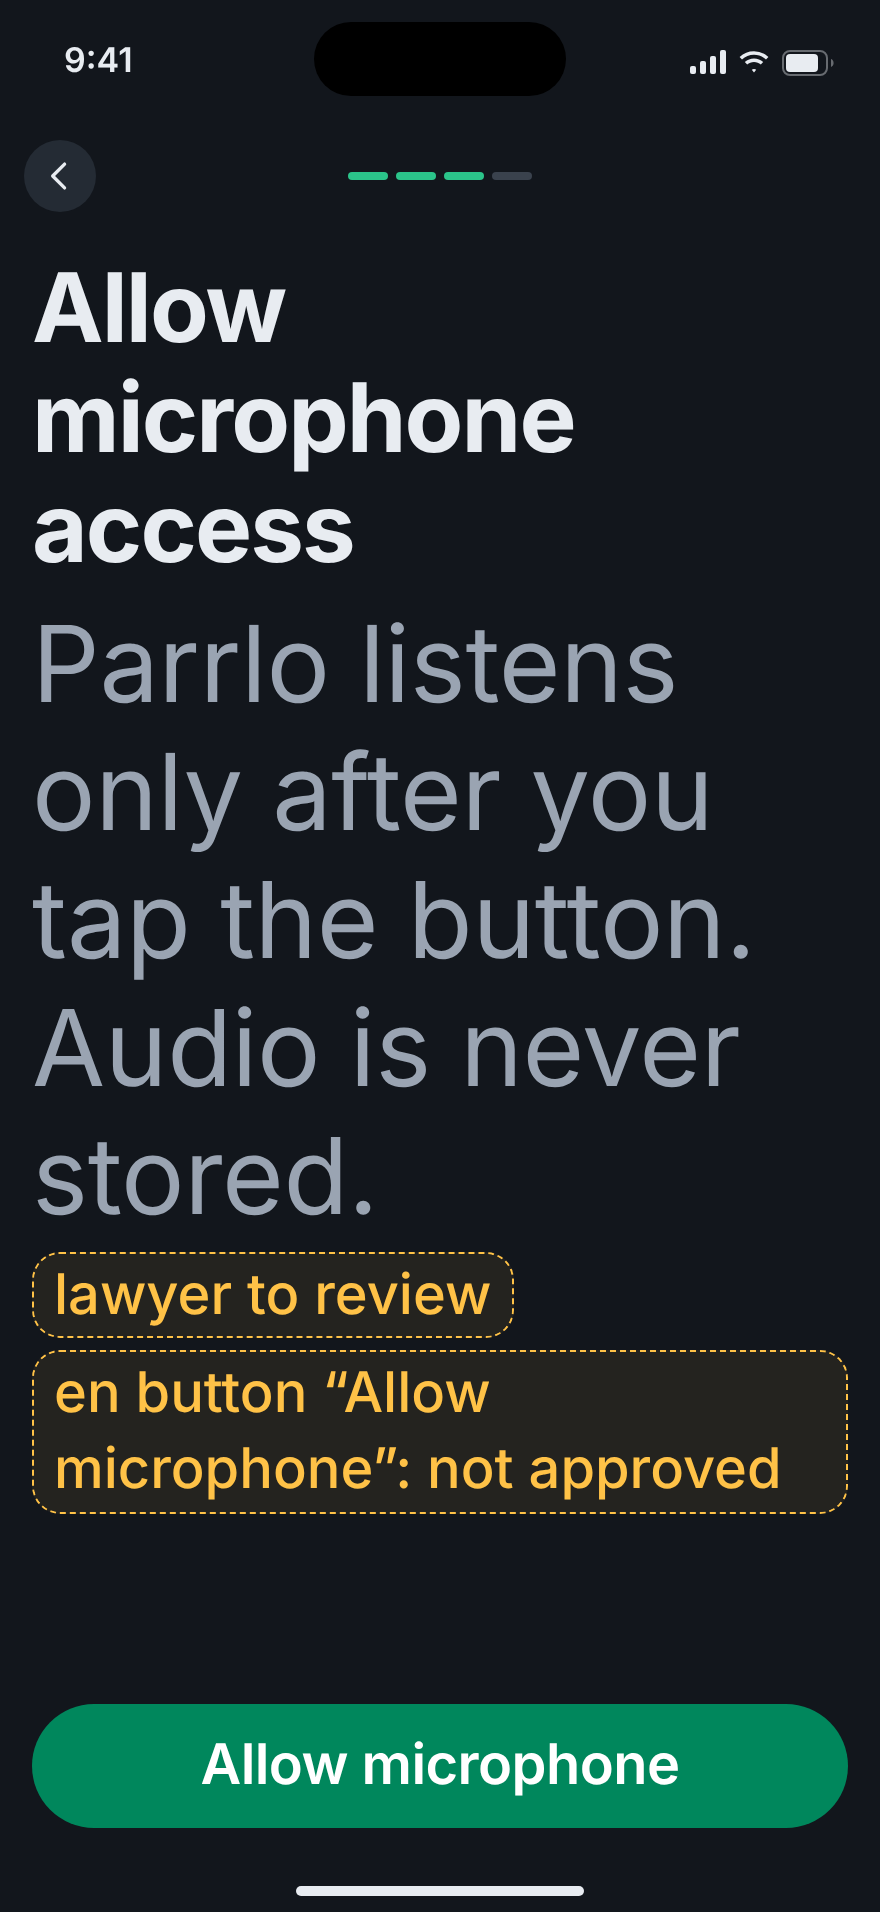 9:41
Allow
microphone
access
Parrlo listens
only after you
tap the button.
Audio is never
stored.
lawyer to review
en button “Allow
microphone”: not approved
Allow microphone